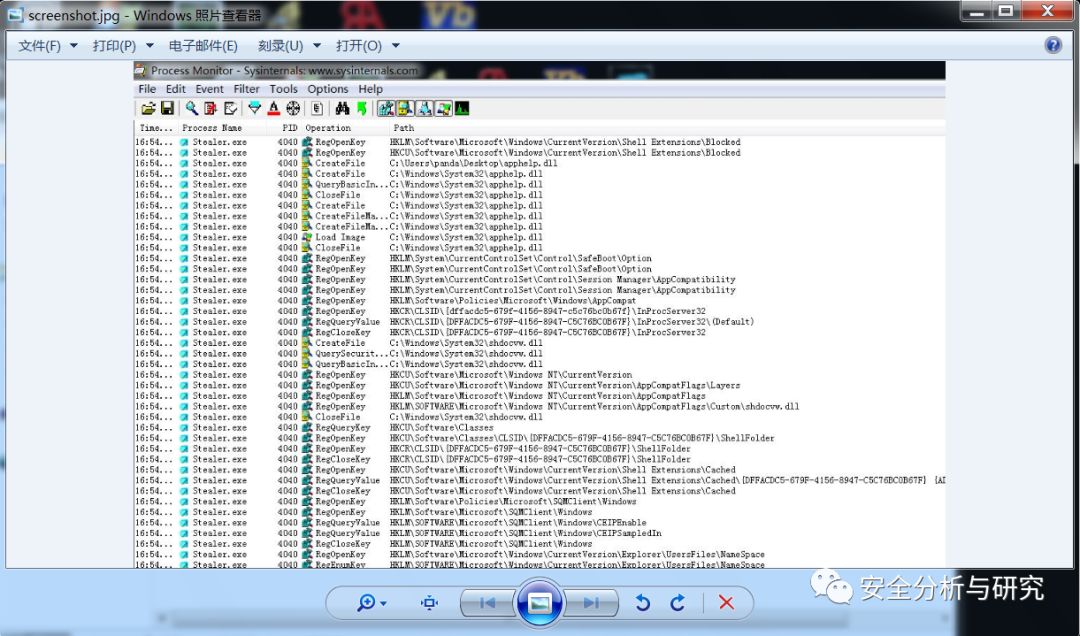 screenshot.jpg - Windows 照片查看器
文件(F) 打印(P) 电子邮件(E) 刻录(U) 打开(O)
Process Monitor - Sysinternals: www.sysinternals.com
File Edit Event Filter Tools Options Help
Time... Process Name PID Operation Path
16:54... Stealer.exe 4040 RegOpenKey HKLM\Software\Microsoft\Windows\CurrentVersion\Shell Extensions\Blocked
16:54... Stealer.exe 4040 RegOpenKey HKCU\Software\Microsoft\Windows\CurrentVersion\Shell Extensions\Blocked
16:54... Stealer.exe 4040 CreateFile C:\Users\panda\Desktop\apphelp.dll
16:54... Stealer.exe 4040 CreateFile C:\Windows\System32\apphelp.dll
16:54... Stealer.exe 4040 QueryBasicIn... C:\Windows\System32\apphelp.dll
16:54... Stealer.exe 4040 CloseFile C:\Windows\System32\apphelp.dll
16:54... Stealer.exe 4040 CreateFile C:\Windows\System32\apphelp.dll
16:54... Stealer.exe 4040 CreateFileMa... C:\Windows\System32\apphelp.dll
16:54... Stealer.exe 4040 CreateFileMa... C:\Windows\System32\apphelp.dll
16:54... Stealer.exe 4040 Load Image C:\Windows\System32\apphelp.dll
16:54... Stealer.exe 4040 CloseFile C:\Windows\System32\apphelp.dll
16:54... Stealer.exe 4040 RegOpenKey HKLM\System\CurrentControlSet\Control\SafeBoot\Option
16:54... Stealer.exe 4040 RegOpenKey HKLM\System\CurrentControlSet\Control\SafeBoot\Option
16:54... Stealer.exe 4040 RegOpenKey HKLM\System\CurrentControlSet\Control\Session Manager\AppCompatibility
16:54... Stealer.exe 4040 RegOpenKey HKLM\System\CurrentControlSet\Control\Session Manager\AppCompatibility
16:54... Stealer.exe 4040 RegOpenKey HKLM\Software\Policies\Microsoft\Windows\AppCompat
16:54... Stealer.exe 4040 RegOpenKey HKCR\CLSID\{dffacdc5-679f-4156-8947-c5c76bc0b67f}\InProcServer32
16:54... Stealer.exe 4040 RegQueryValue HKCR\CLSID\{DFFACDC5-679F-4156-8947-C5C76BC0B67F}\InProcServer32\(Default)
16:54... Stealer.exe 4040 RegCloseKey HKCR\CLSID\{DFFACDC5-679F-4156-8947-C5C76BC0B67F}\InProcServer32
16:54... Stealer.exe 4040 CreateFile C:\Windows\System32\shdocvw.dll
16:54... Stealer.exe 4040 QuerySecurit... C:\Windows\System32\shdocvw.dll
16:54... Stealer.exe 4040 QueryBasicIn... C:\Windows\System32\shdocvw.dll
16:54... Stealer.exe 4040 RegOpenKey HKCU\Software\Microsoft\Windows NT\CurrentVersion
16:54... Stealer.exe 4040 RegOpenKey HKCU\Software\Microsoft\Windows NT\CurrentVersion\AppCompatFlags\Layers
16:54... Stealer.exe 4040 RegOpenKey HKLM\Software\Microsoft\Windows NT\CurrentVersion\AppCompatFlags
16:54... Stealer.exe 4040 RegOpenKey HKLM\SOFTWARE\Microsoft\Windows NT\CurrentVersion\AppCompatFlags\Custom\shdocvw.dll
16:54... Stealer.exe 4040 CloseFile C:\Windows\System32\shdocvw.dll
16:54... Stealer.exe 4040 RegQueryKey HKCU\Software\Classes
16:54... Stealer.exe 4040 RegOpenKey HKCU\Software\Classes\CLSID\{DFFACDC5-679F-4156-8947-C5C76BC0B67F}\ShellFolder
16:54... Stealer.exe 4040 RegOpenKey HKCR\CLSID\{DFFACDC5-679F-4156-8947-C5C76BC0B67F}\ShellFolder
16:54... Stealer.exe 4040 RegCloseKey HKCR\CLSID\{DFFACDC5-679F-4156-8947-C5C76BC0B67F}\ShellFolder
16:54... Stealer.exe 4040 RegOpenKey HKCU\Software\Microsoft\Windows\CurrentVersion\Shell Extensions\Cached
16:54... Stealer.exe 4040 RegQueryValue HKCU\Software\Microsoft\Windows\CurrentVersion\Shell Extensions\Cached\{DFFACDC5-679F-4156-8947-C5C76BC0B67F} {AD
16:54... Stealer.exe 4040 RegCloseKey HKCU\Software\Microsoft\Windows\CurrentVersion\Shell Extensions\Cached
16:54... Stealer.exe 4040 RegOpenKey HKLM\Software\Policies\Microsoft\SQMClient\Windows
16:54... Stealer.exe 4040 RegOpenKey HKLM\Software\Microsoft\SQMClient\Windows
16:54... Stealer.exe 4040 RegQueryValue HKLM\SOFTWARE\Microsoft\SQMClient\Windows\CEIPEnable
16:54... Stealer.exe 4040 RegQueryValue HKLM\SOFTWARE\Microsoft\SQMClient\Windows\CEIPSampledIn
16:54... Stealer.exe 4040 RegCloseKey HKLM\SOFTWARE\Microsoft\SQMClient\Windows
16:54... Stealer.exe 4040 RegOpenKey HKLM\Software\Microsoft\Windows\CurrentVersion\Explorer\UsersFiles\NameSpace
16:54... Stealer.exe 4040 RegEnumKey HKLM\SOFTWARE\Microsoft\Windows\CurrentVersion\Explorer\UsersFiles\NameSpace
安全分析与研究